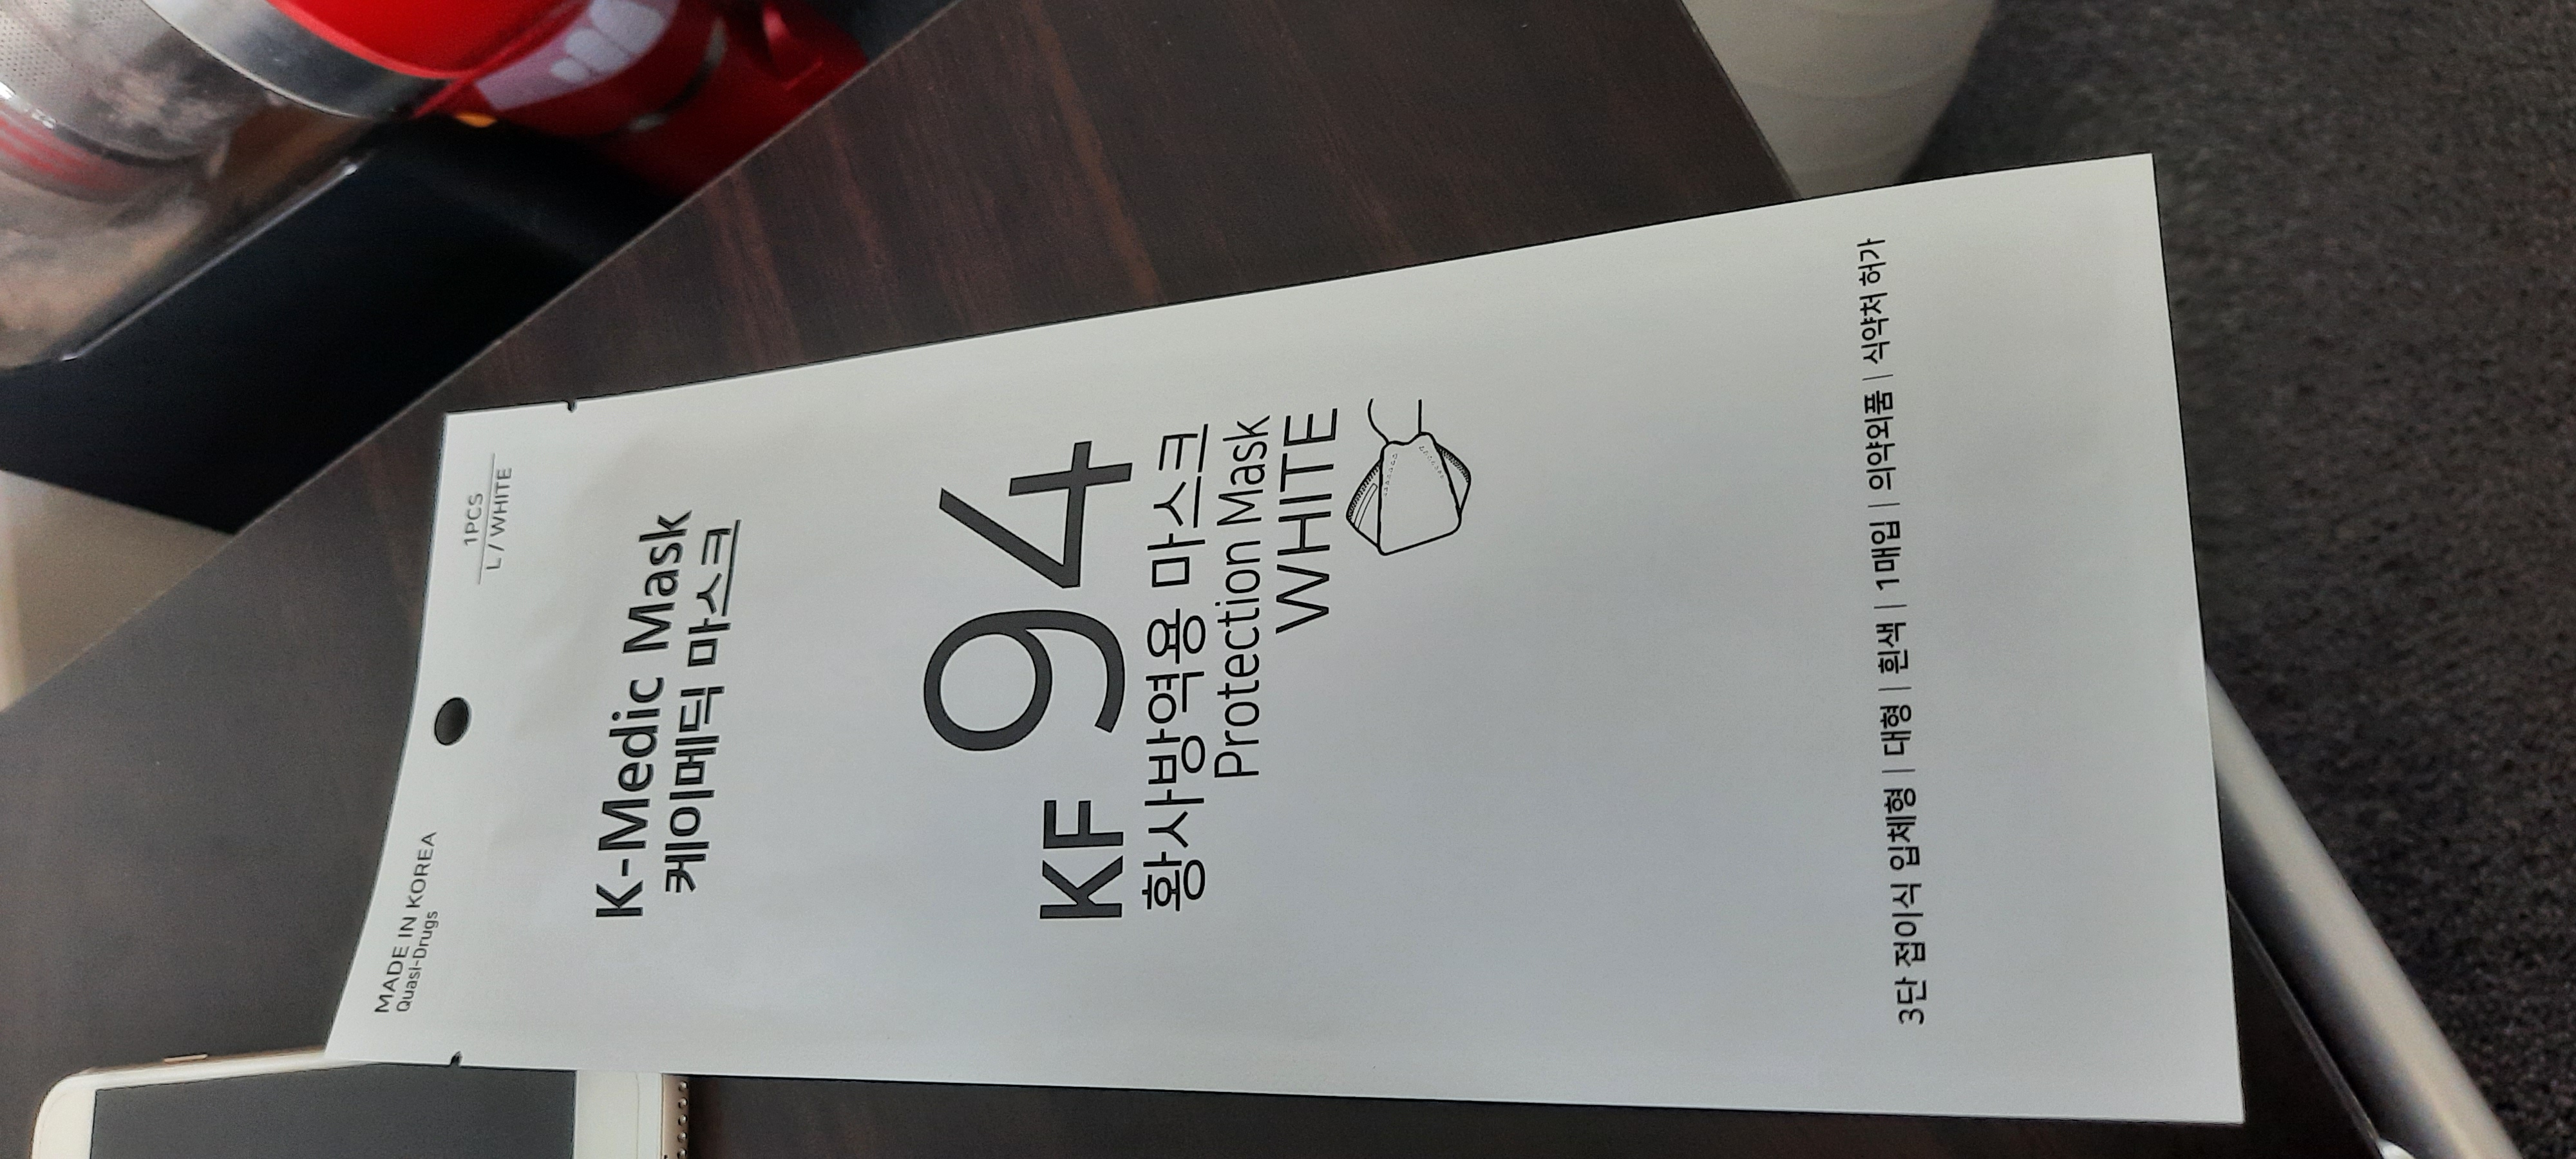 MADE IN KOREA
Quasi-Drugs
1PCS
L / WHITE
K-Medic Mask
케이메딕 마스크
KF 94
황사방역용 마스크
Protection Mask
WHITE
3단 접이식 입체형 | 대형 | 흰색 | 1매입 | 의약외품 | 식약처 허가